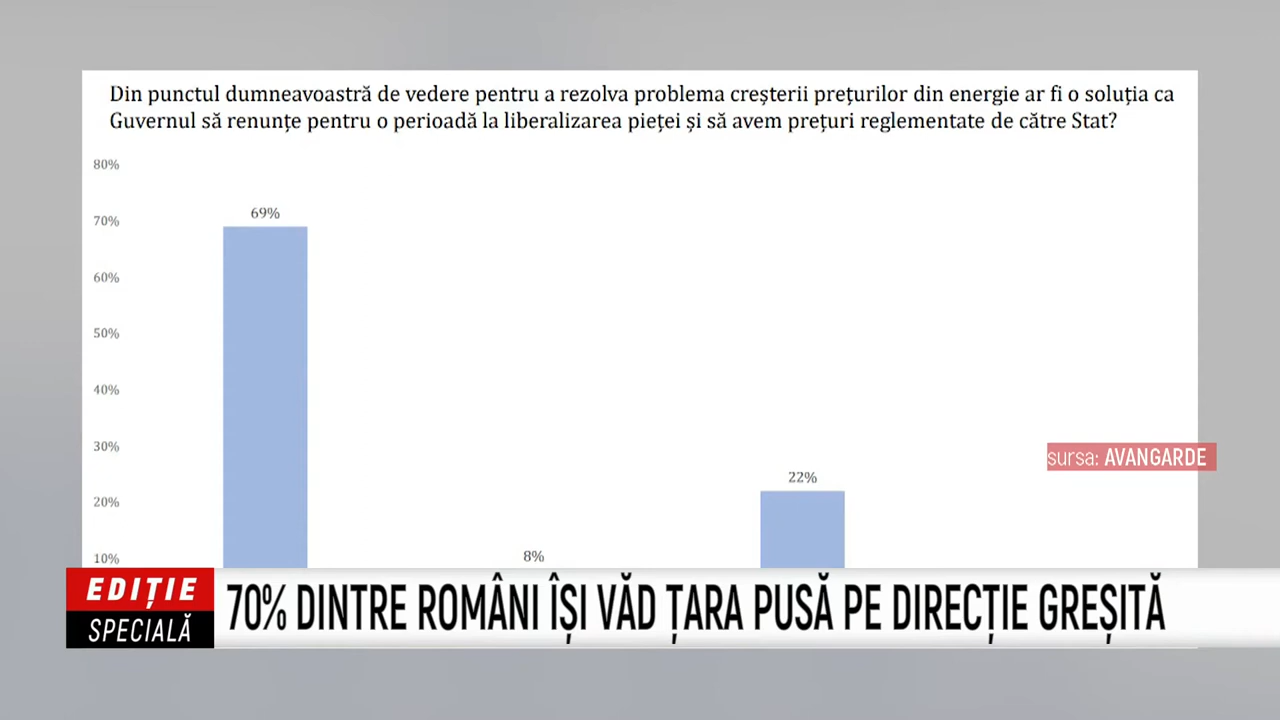 Din punctul dumneavoastră de vedere pentru a rezolva problema creșterii prețurilor din energie ar fi o soluția ca
Guvernul să renunțe pentru o perioadă la liberalizarea pieței și să avem prețuri reglementate de către Stat?
80%
70%
60%
50%
40%
30%
20%
10%
69%
8%
22%
sursa: AVANGARDE
EDIȚIE
SPECIALĂ
70% DINTRE ROMÂNI ÎȘI VĂD ȚARA PUSĂ PE DIRECȚIE GREȘITĂ